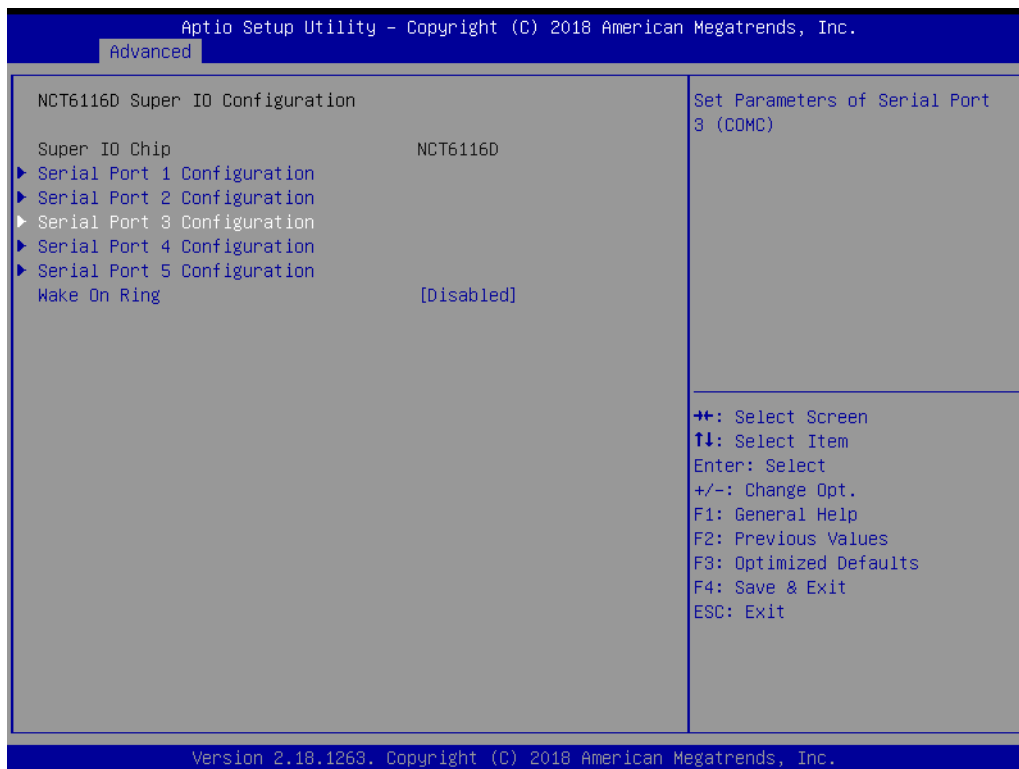 Aptio Setup Utility – Copyright (C) 2018 American Megatrends, Inc.
Advanced
NCT6116D Super IO Configuration
Super IO Chip NCT6116D
▶ Serial Port 1 Configuration
▶ Serial Port 2 Configuration
▶ Serial Port 3 Configuration
▶ Serial Port 4 Configuration
▶ Serial Port 5 Configuration
Wake On Ring [Disabled]
Set Parameters of Serial Port
3 (COMC)
→←: Select Screen
↑↓: Select Item
Enter: Select
+/-: Change Opt.
F1: General Help
F2: Previous Values
F3: Optimized Defaults
F4: Save & Exit
ESC: Exit
Version 2.18.1263. Copyright (C) 2018 American Megatrends, Inc.